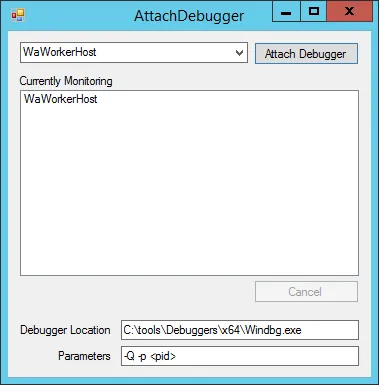 AttachDebugger
WaWorkerHost
Attach Debugger
Currently Monitoring
WaWorkerHost
Cancel
Debugger Location
C:\tools\Debuggers\x64\Windbg.exe
Parameters
-Q -p <pid>